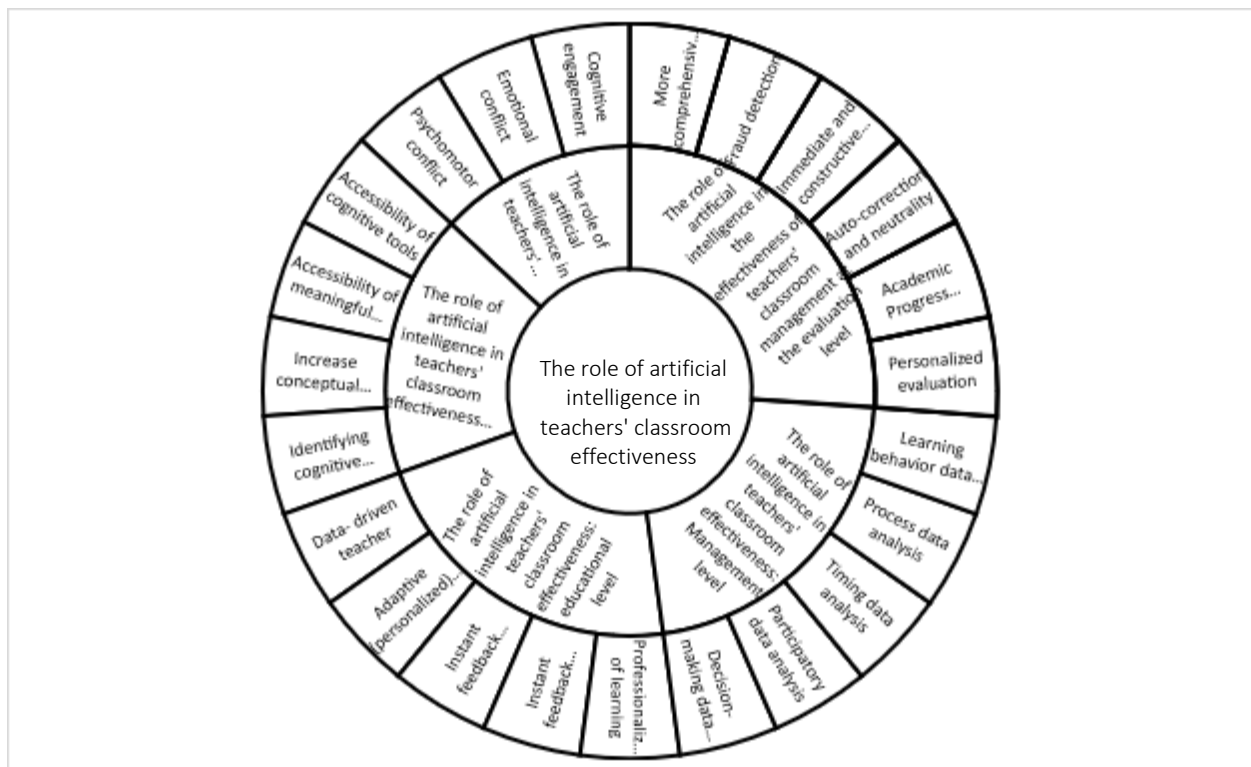 The role of artificial
intelligence in
teachers' classroom
effectiveness
The role of
artificial
intelligence in
the
effectiveness of
teachers'
classroom
management
the evaluation
level
The role of
artificial
intelligence in
teachers'
classroom
effectiveness:
Management
level
The role of
artificial
intelligence in
teachers'
classroom
effectiveness:
educational
level
The role of
artificial
intelligence in
teachers'
classroom
effectiveness...
The role of
artificial
intelligence in
teachers'
...
More
comprehensiv...
Fraud detection
Immediate and
constructive...
Auto-correction
and neutrality
Academic
Progress...
Personalized
evaluation
Learning
behavior data...
Process data
analysis
Timing data
analysis
Participatory
data analysis
Decision-
making data...
Professionaliz...
of learning
Instant
feedback...
Instant
feedback...
Adaptive
(personalized)...
Data- driven
teacher
Identifying
cognitive...
Increase
conceptual...
Accessibility of
meaningful...
Accessibility of
cognitive tools
Psychomotor
conflict
Emotional
conflict
Cognitive
engagement